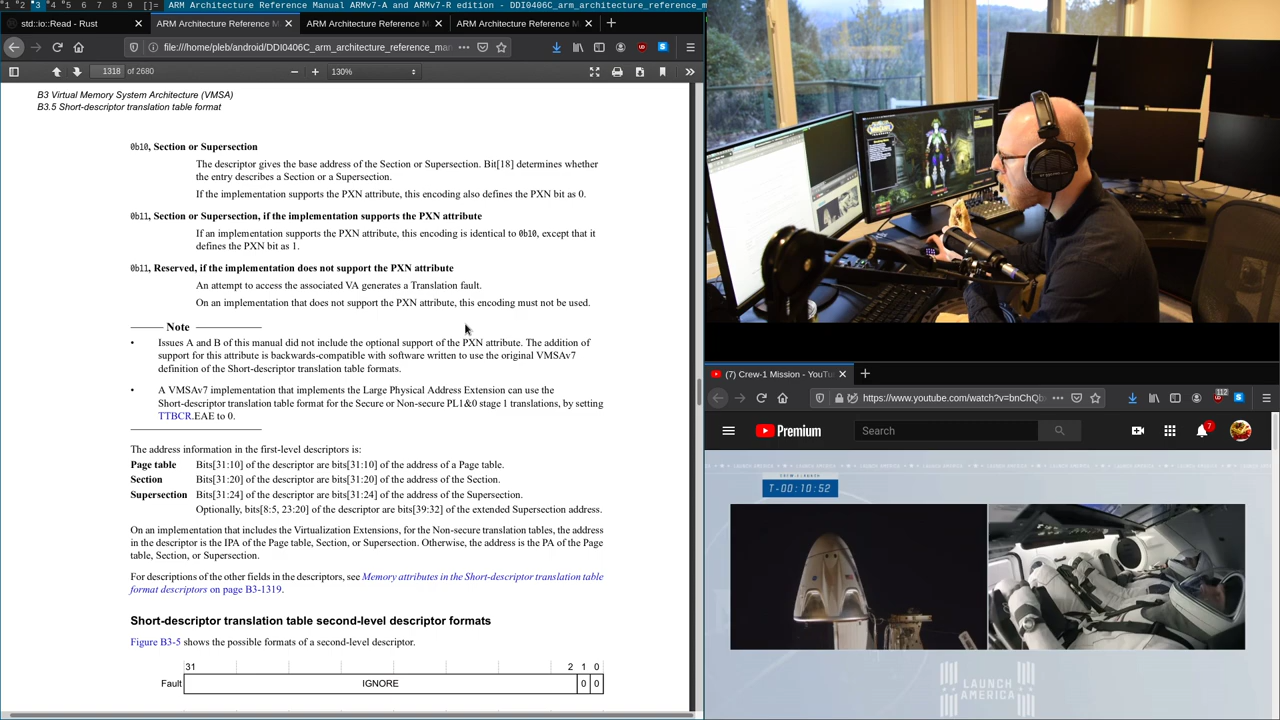 1 2 3 4 5 6 7 8 9 []= ARM Architecture Reference Manual ARMv7-A and ARMv7-R edition - DDI0406C_arm_architecture_reference_m
std::io::Read - Rust
ARM Architecture Reference M
ARM Architecture Reference M
ARM Architecture Reference M
file:///home/pleb/android/DDI0406C_arm_architecture_reference_ma
1318 of 2680
130%
B3 Virtual Memory System Architecture (VMSA)
B3.5 Short-descriptor translation table format
0b10, Section or Supersection
The descriptor gives the base address of the Section or Supersection. Bit[18] determines whether
the entry describes a Section or a Supersection.
If the implementation supports the PXN attribute, this encoding also defines the PXN bit as 0.
0b11, Section or Supersection, if the implementation supports the PXN attribute
If an implementation supports the PXN attribute, this encoding is identical to 0b10, except that it
defines the PXN bit as 1.
0b11, Reserved, if the implementation does not support the PXN attribute
An attempt to access the associated VA generates a Translation fault.
On an implementation that does not support the PXN attribute, this encoding must not be used.
Note
• Issues A and B of this manual did not include the optional support of the PXN attribute. The addition of
support for this attribute is backwards-compatible with software written to use the original VMSAv7
definition of the Short-descriptor translation table formats.
• A VMSAv7 implementation that implements the Large Physical Address Extension can use the
Short-descriptor translation table format for the Secure or Non-secure PL1&0 stage 1 translations, by setting
TTBCR.EAE to 0.
The address information in the first-level descriptors is:
Page table Bits[31:10] of the descriptor are bits[31:10] of the address of a Page table.
Section Bits[31:20] of the descriptor are bits[31:20] of the address of the Section.
Supersection Bits[31:24] of the descriptor are bits[31:24] of the address of the Supersection.
Optionally, bits[8:5, 23:20] of the descriptor are bits[39:32] of the extended Supersection address.
On an implementation that includes the Virtualization Extensions, for the Non-secure translation tables, the address
in the descriptor is the IPA of the Page table, Section, or Supersection. Otherwise, the address is the PA of the Page
table, Section, or Supersection.
For descriptions of the other fields in the descriptors, see Memory attributes in the Short-descriptor translation table
format descriptors on page B3-1319.
Short-descriptor translation table second-level descriptor formats
Figure B3-5 shows the possible formats of a second-level descriptor.
31 2 1 0
Fault IGNORE 0 0
(7) Crew-1 Mission - YouTu
https://www.youtube.com/watch?v=bnChQb
112
Premium
Search
7
T-00:10:52
LAUNCH
AMERICA